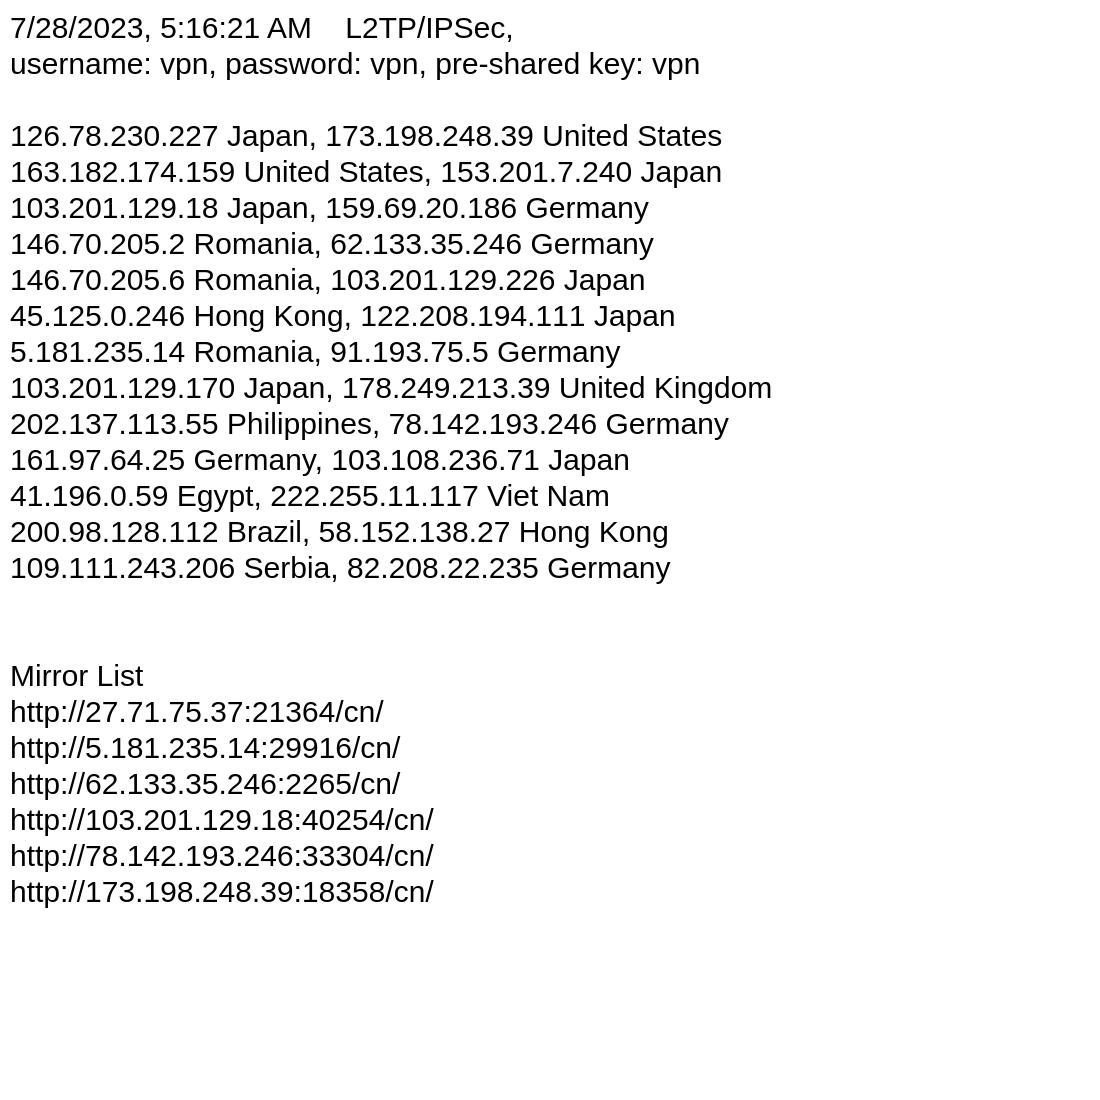 7/28/2023, 5:16:21 AM    L2TP/IPSec,
username: vpn, password: vpn, pre-shared key: vpn
126.78.230.227 Japan, 173.198.248.39 United States
163.182.174.159 United States, 153.201.7.240 Japan
103.201.129.18 Japan, 159.69.20.186 Germany
146.70.205.2 Romania, 62.133.35.246 Germany
146.70.205.6 Romania, 103.201.129.226 Japan
45.125.0.246 Hong Kong, 122.208.194.111 Japan
5.181.235.14 Romania, 91.193.75.5 Germany
103.201.129.170 Japan, 178.249.213.39 United Kingdom
202.137.113.55 Philippines, 78.142.193.246 Germany
161.97.64.25 Germany, 103.108.236.71 Japan
41.196.0.59 Egypt, 222.255.11.117 Viet Nam
200.98.128.112 Brazil, 58.152.138.27 Hong Kong
109.111.243.206 Serbia, 82.208.22.235 Germany
Mirror List
http://27.71.75.37:21364/cn/
http://5.181.235.14:29916/cn/
http://62.133.35.246:2265/cn/
http://103.201.129.18:40254/cn/
http://78.142.193.246:33304/cn/
http://173.198.248.39:18358/cn/